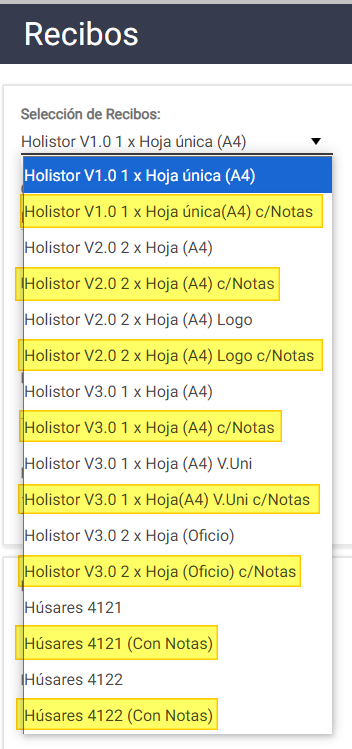 Recibos
Selección de Recibos:
Holistor V1.0 1 x Hoja única (A4)
Holistor V1.0 1 x Hoja única (A4)
Holistor V1.0 1 x Hoja única(A4) c/Notas
Holistor V2.0 2 x Hoja (A4)
Holistor V2.0 2 x Hoja (A4) c/Notas
Holistor V2.0 2 x Hoja (A4) Logo
Holistor V2.0 2 x Hoja (A4) Logo c/Notas
Holistor V3.0 1 x Hoja (A4)
Holistor V3.0 1 x Hoja (A4) c/Notas
Holistor V3.0 1 x Hoja (A4) V.Uni
Holistor V3.0 1 x Hoja(A4) V.Uni c/Notas
Holistor V3.0 2 x Hoja (Oficio)
Holistor V3.0 2 x Hoja (Oficio) c/Notas
Húsares 4121
Húsares 4121 (Con Notas)
Húsares 4122
Húsares 4122 (Con Notas)